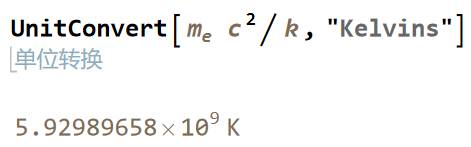 UnitConvert[mₑ c²/k, "Kelvins"]
单位转换
5.92989658×10⁹ K